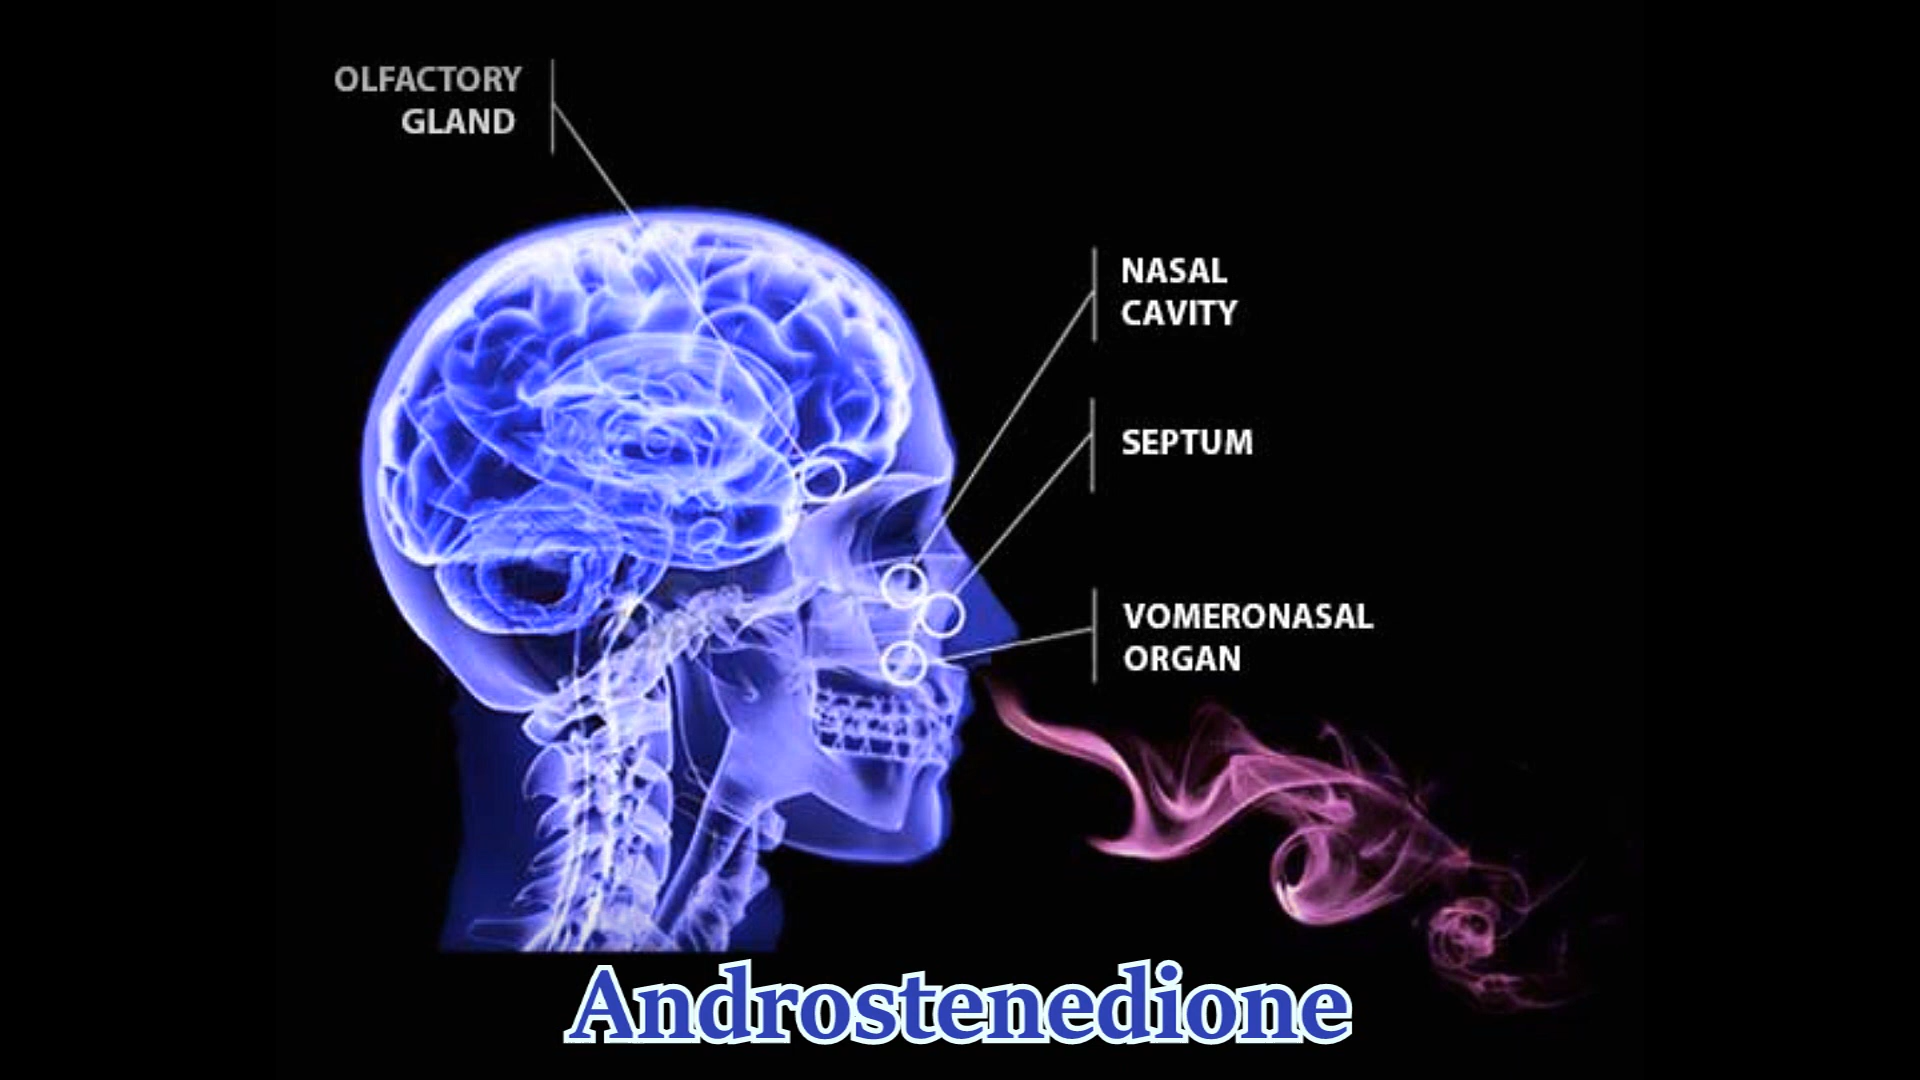 OLFACTORY
GLAND
NASAL
CAVITY
SEPTUM
VOMERONASAL
ORGAN
Androstenedione